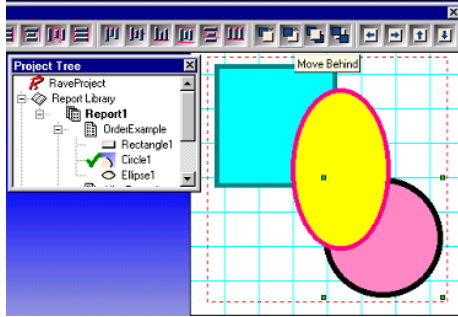 Move Behind
Project Tree
RaveProject
Report Library
Report1
OrderExample
Rectangle1
Circle1
Ellipse1